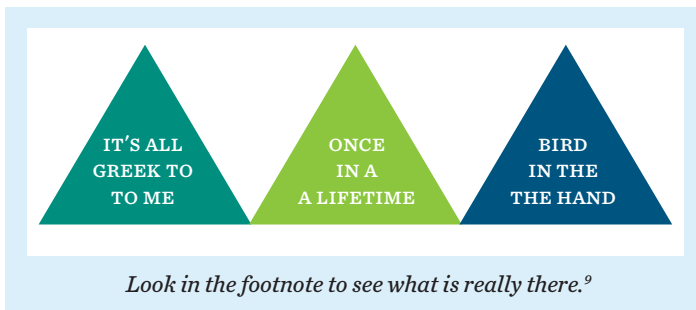 IT'S ALL
GREEK TO
TO ME
ONCE
IN A
A LIFETIME
BIRD
IN THE
THE HAND
Look in the footnote to see what is really there.⁹